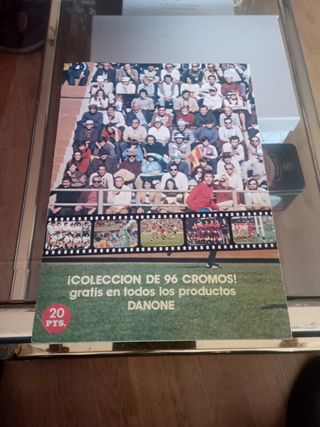 ¡COLECCION DE 96 CROMOS!
gratis en todos los productos
DANONE
20
PTS.